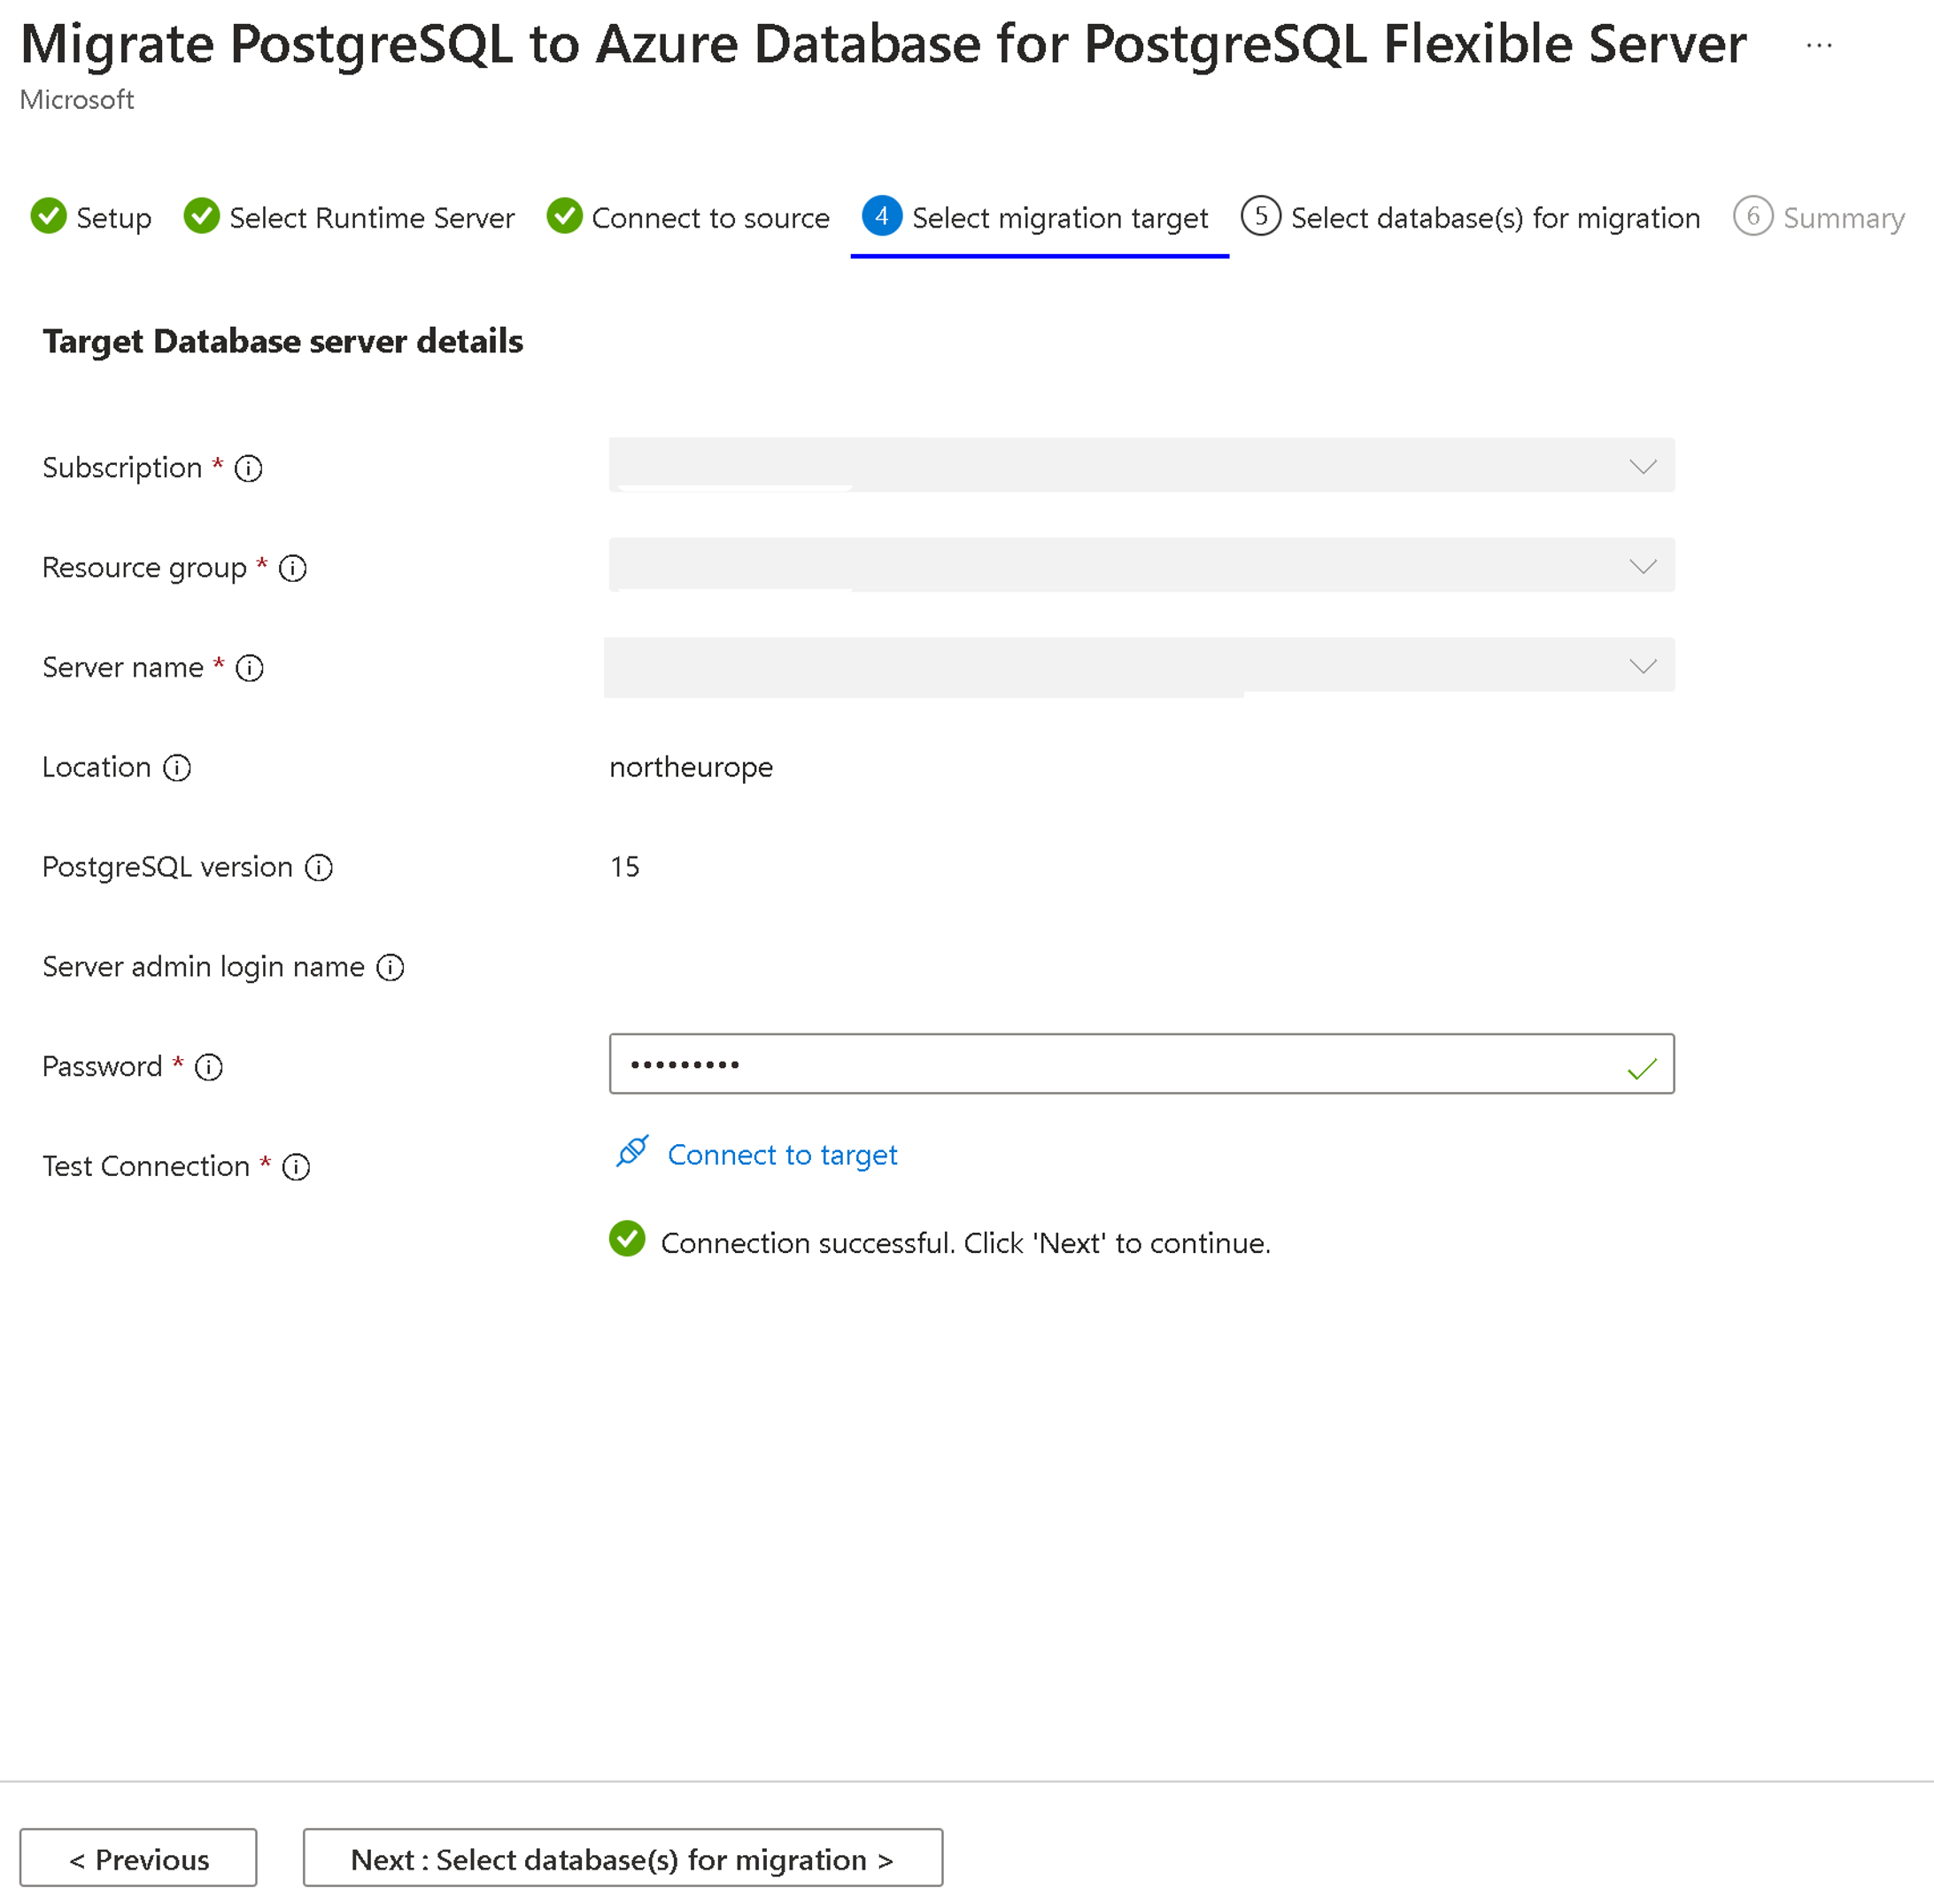 Migrate PostgreSQL to Azure Database for PostgreSQL Flexible Server ...
Microsoft
Setup Select Runtime Server Connect to source 4 Select migration target 5 Select database(s) for migration 6 Summary
Target Database server details
Subscription *
Resource group *
Server name *
Location northeurope
PostgreSQL version 15
Server admin login name
Password * •••••••••
Test Connection * Connect to target
Connection successful. Click 'Next' to continue.
< Previous Next : Select database(s) for migration >